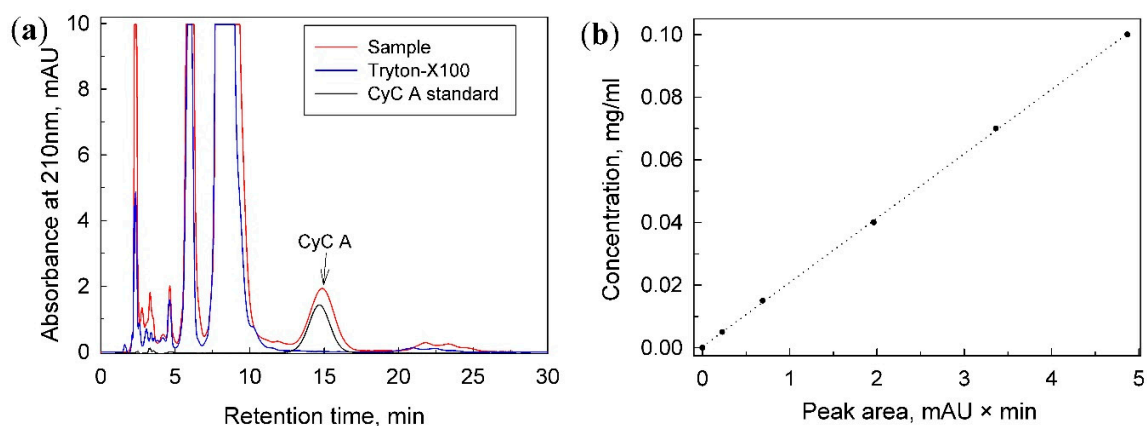 (a)
10
8
6
4
2
0
Absorbance at 210nm, mAU
Sample
Tryton-X100
CyC A standard
CyC A
0 5 10 15 20 25 30
Retention time, min
(b)
0.10
0.08
0.06
0.04
0.02
0.00
Concentration, mg/ml
0 1 2 3 4 5
Peak area, mAU × min